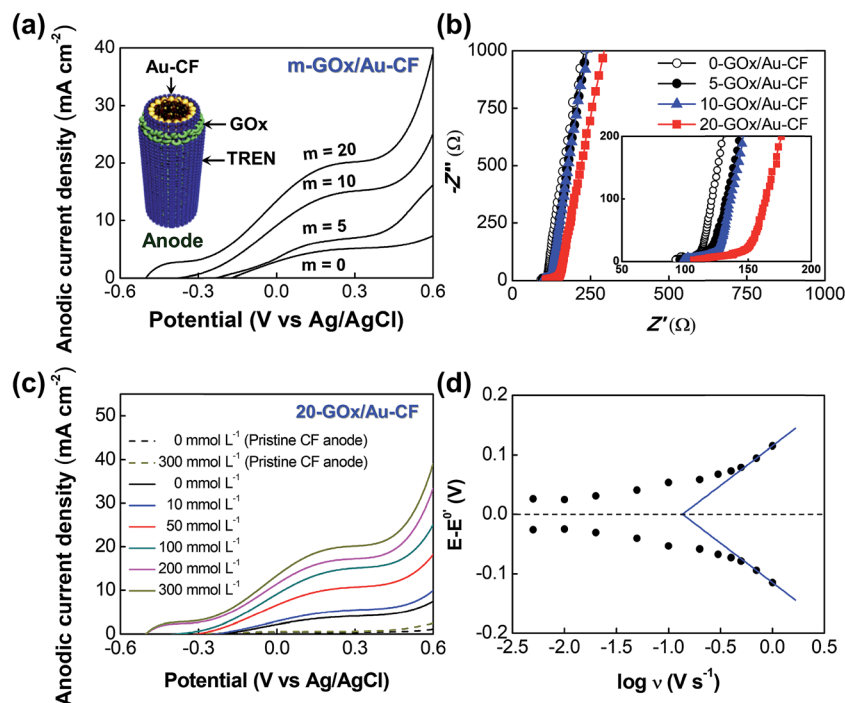 (a)
m-GOx/Au-CF
Au-CF
GOx
TREN
Anode
m = 20
m = 10
m = 5
m = 0
Anodic current density (mA cm⁻²)
40
30
20
10
0
-0.6 -0.3 0.0 0.3 0.6
Potential (V vs Ag/AgCl)
(b)
0-GOx/Au-CF
5-GOx/Au-CF
10-GOx/Au-CF
20-GOx/Au-CF
-Z'' (Ω)
1000
750
500
250
0
0 250 500 750 1000
Z' (Ω)
200
100
0
50 100 150 200
(c)
20-GOx/Au-CF
0 mmol L⁻¹ (Pristine CF anode)
300 mmol L⁻¹ (Pristine CF anode)
0 mmol L⁻¹
10 mmol L⁻¹
50 mmol L⁻¹
100 mmol L⁻¹
200 mmol L⁻¹
300 mmol L⁻¹
Anodic current density (mA cm⁻²)
50
40
30
20
10
0
-0.6 -0.3 0.0 0.3 0.6
Potential (V vs Ag/AgCl)
(d)
E-E⁰' (V)
0.2
0.1
0.0
-0.1
-0.2
-2.5 -2.0 -1.5 -1.0 -0.5 0.0 0.5
log ν (V s⁻¹)